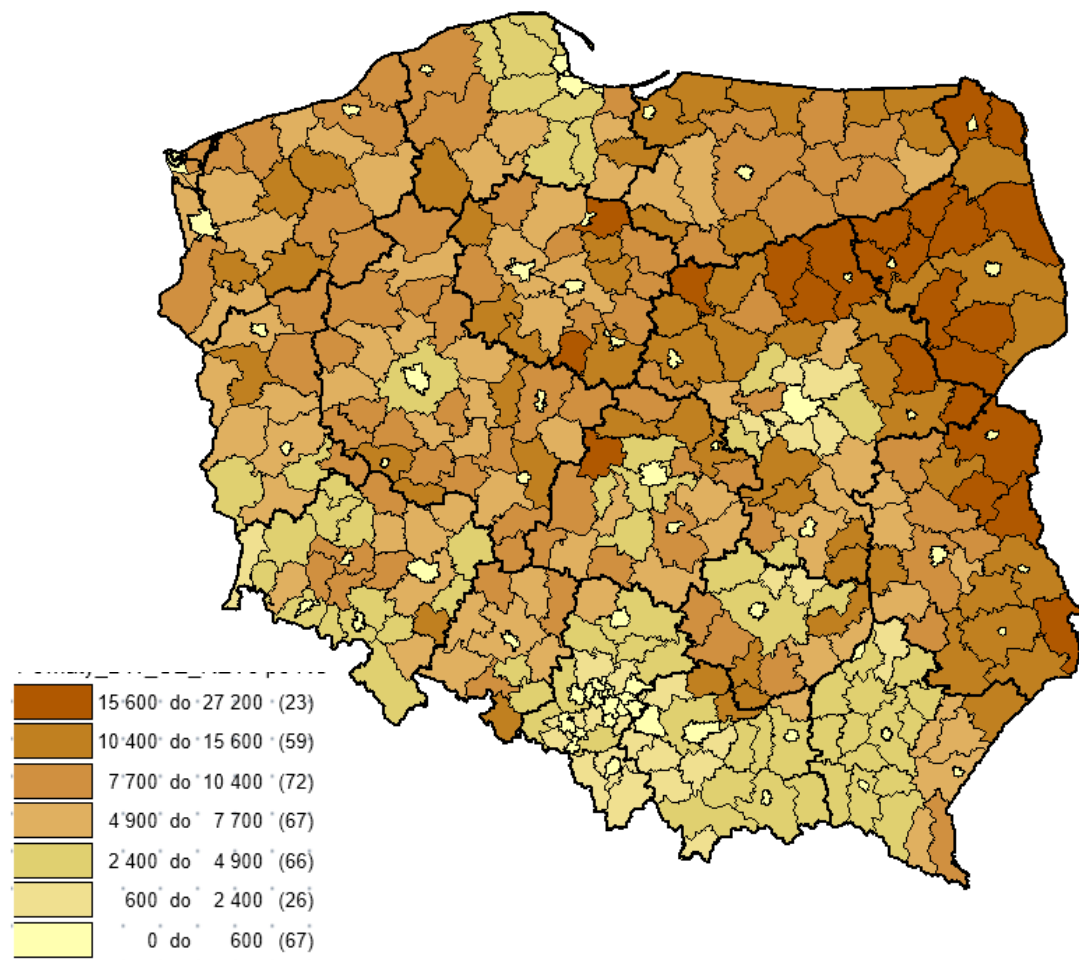 15 600 do 27 200 (23)
10 400 do 15 600 (59)
7 700 do 10 400 (72)
4 900 do 7 700 (67)
2 400 do 4 900 (66)
600 do 2 400 (26)
0 do 600 (67)